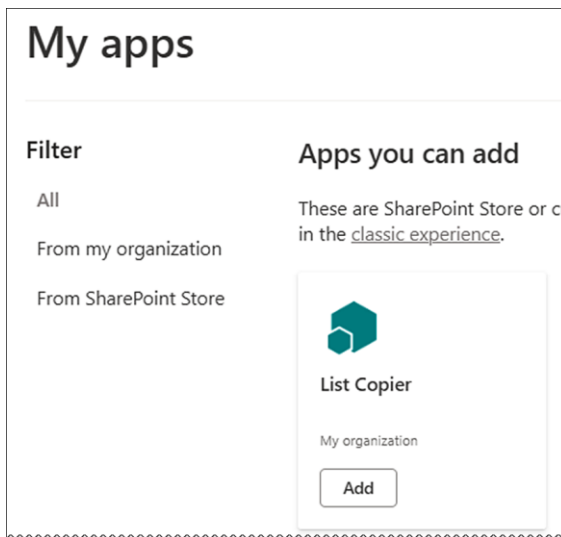 My apps
Filter
All
From my organization
From SharePoint Store
Apps you can add
These are SharePoint Store or
in the classic experience.
List Copier
My organization
Add